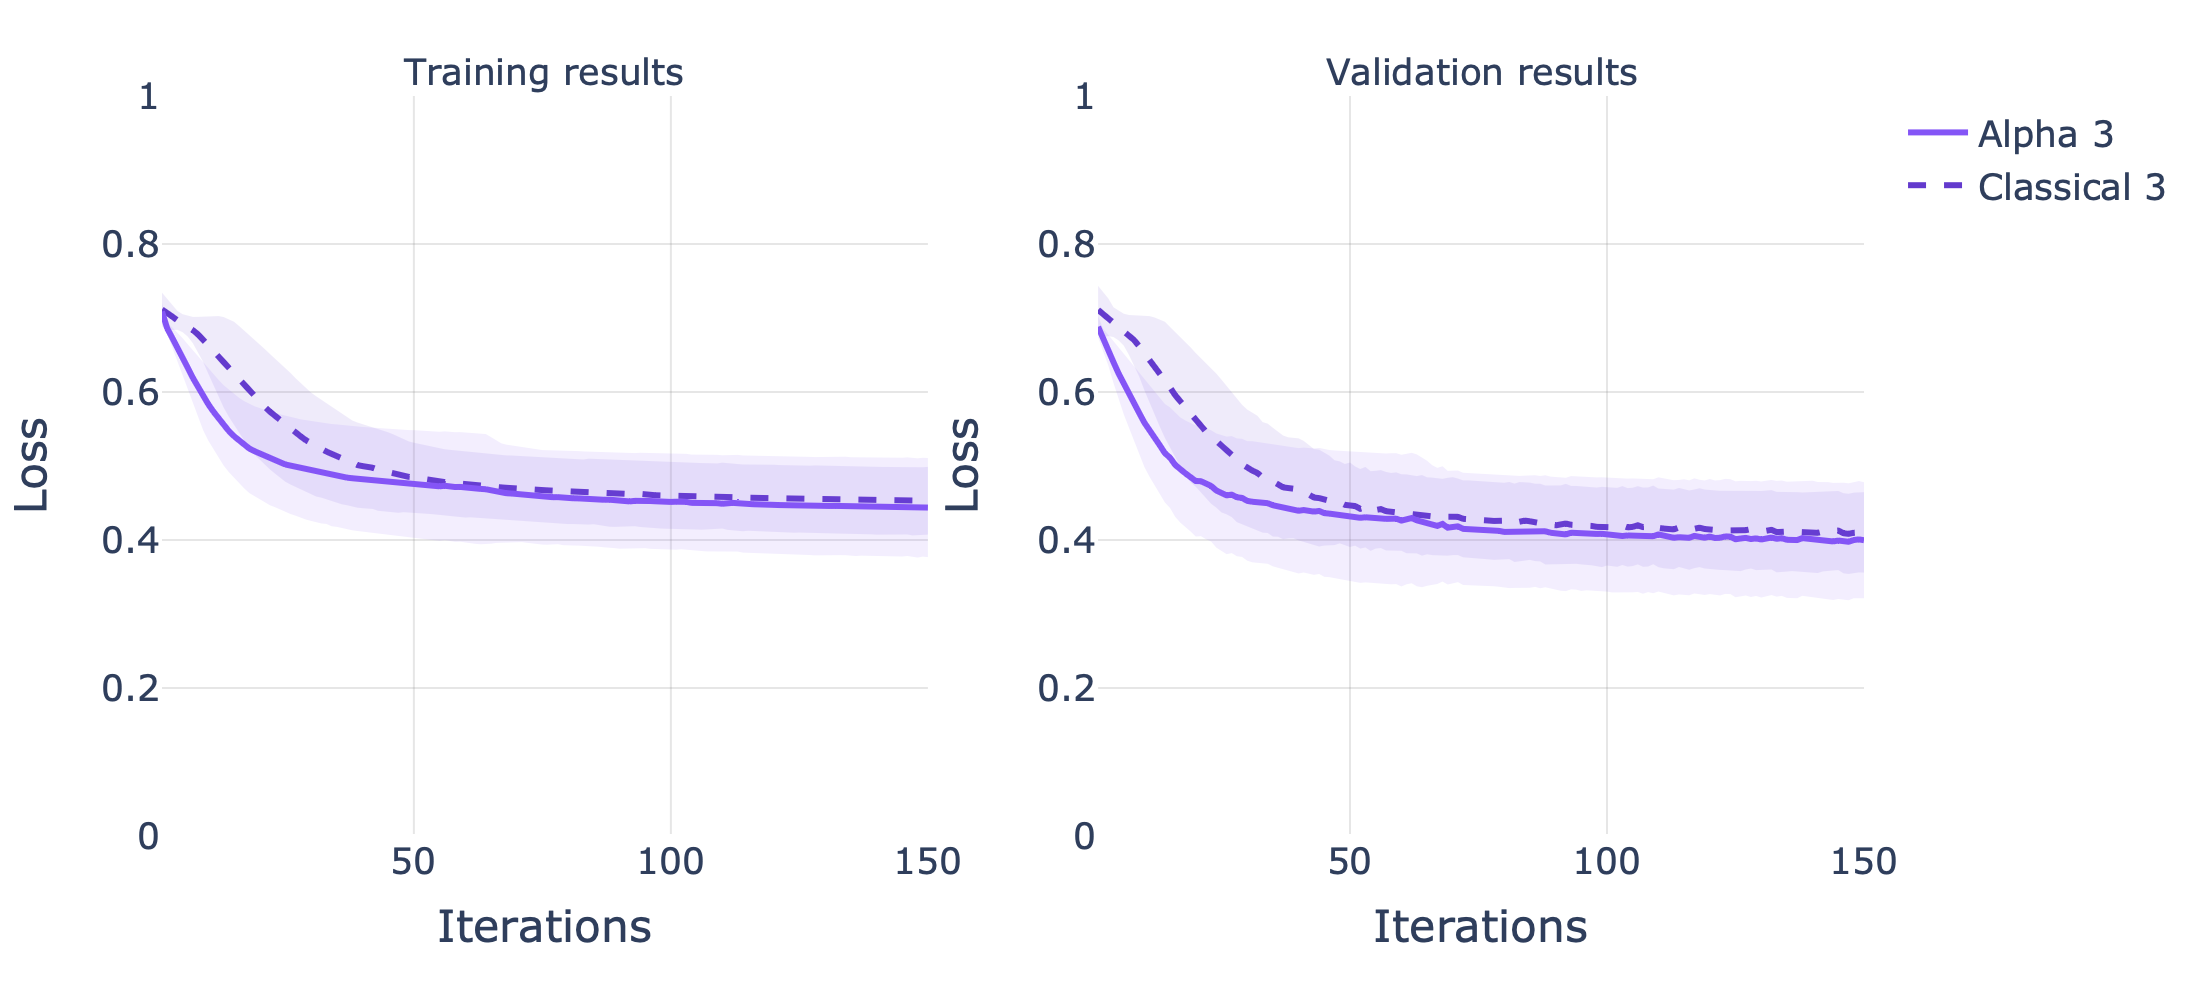 Training results
Validation results
1
0.8
0.6
0.4
0.2
0
50
100
150
Loss
Iterations
1
0.8
0.6
0.4
0.2
0
50
100
150
Loss
Iterations
Alpha 3
Classical 3